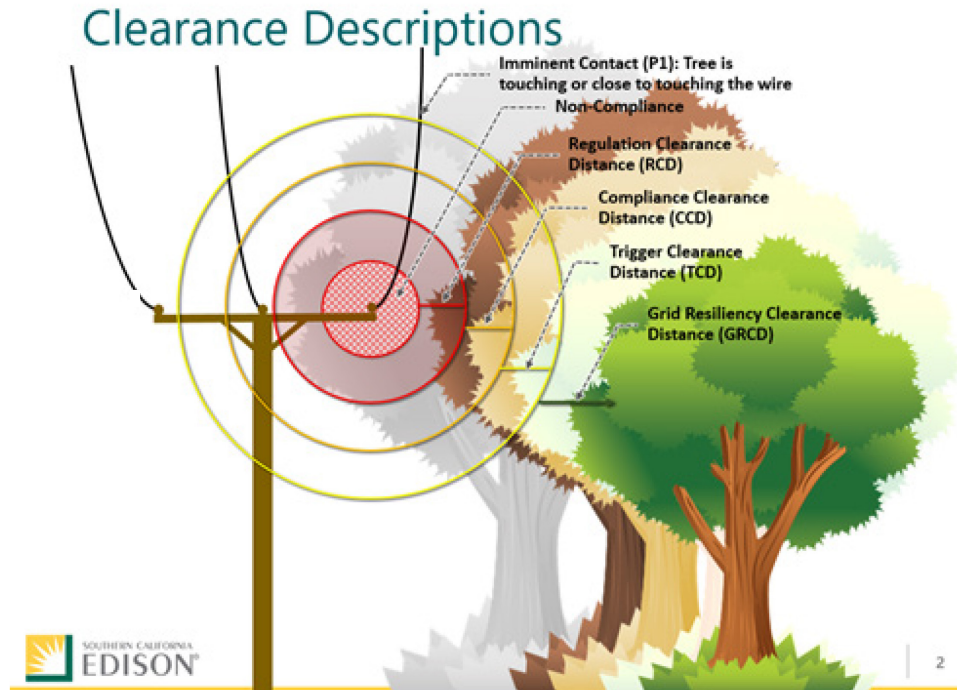 Clearance Descriptions
Imminent Contact (P1): Tree is
touching or close to touching the wire
Non-Compliance
Regulation Clearance
Distance (RCD)
Compliance Clearance
Distance (CCD)
Trigger Clearance
Distance (TCD)
Grid Resiliency Clearance
Distance (GRCD)
SOUTHERN CALIFORNIA
EDISON®
2